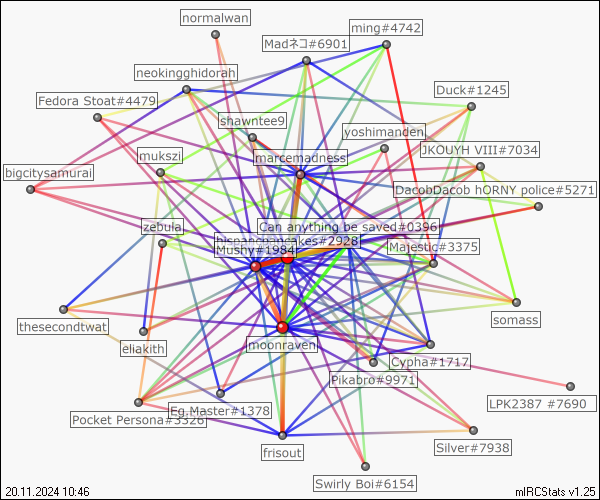 normalwan
ming#4742
Madネコ#6901
neokingghidorah
Duck#1245
Fedora Stoat#4479
shawntee9
yoshimanden
mukszi
marcemadness
JKOUYH VIII#7034
bigcitysamurai
DacobDacob hORNY police#5271
zebula
Can anything be saved#0396
hispanicpancakes#2928
Mushy#1984
Majestic#3375
somass
thesecondtwat
eliakith
moonraven
Cypha#1717
Pikabro#9971
LPK2387 #7690
Pocket Persona#3326
Eg.Master#1378
frisout
Silver#7938
Swirly Boi#6154
20.11.2024 10:46
mIRCStats v1.25